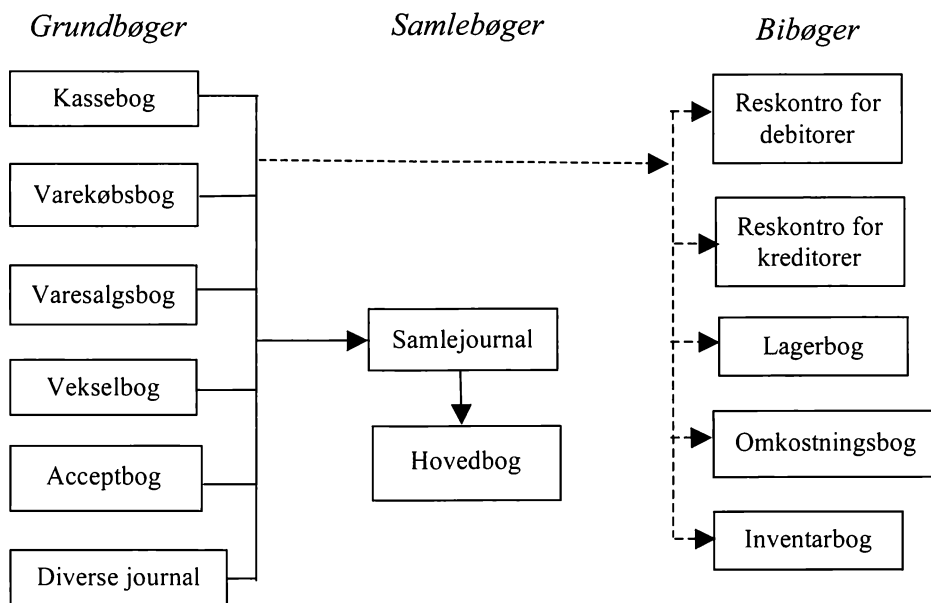 Grundbøger
Samlebøger
Bibøger
Kassebog
Varekøbsbog
Varesalgsbog
Vekselbog
Acceptbog
Diverse journal
Samlejournal
Hovedbog
Reskontro for
debitorer
Reskontro for
kreditorer
Lagerbog
Omkostningsbog
Inventarbog